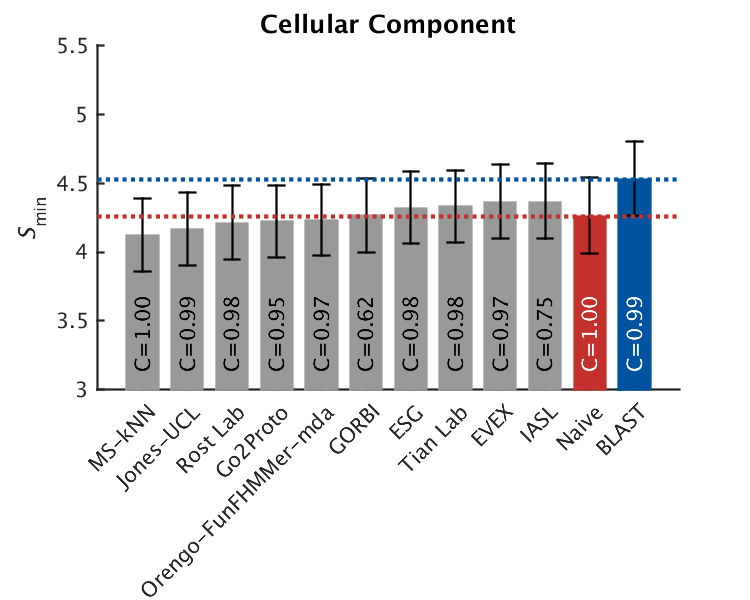 Cellular Component
5.5
5
4.5
4
3.5
3
Smin
C=1.00
C=0.99
C=0.98
C=0.95
C=0.97
C=0.62
C=0.98
C=0.98
C=0.97
C=0.75
C=1.00
C=0.99
MS-kNN
Jones-UCL
Rost Lab
Go2Proto
Orengo-FunFHMMer-mda
GORBI
ESG
Tian Lab
EVEX
IASL
Naive
BLAST